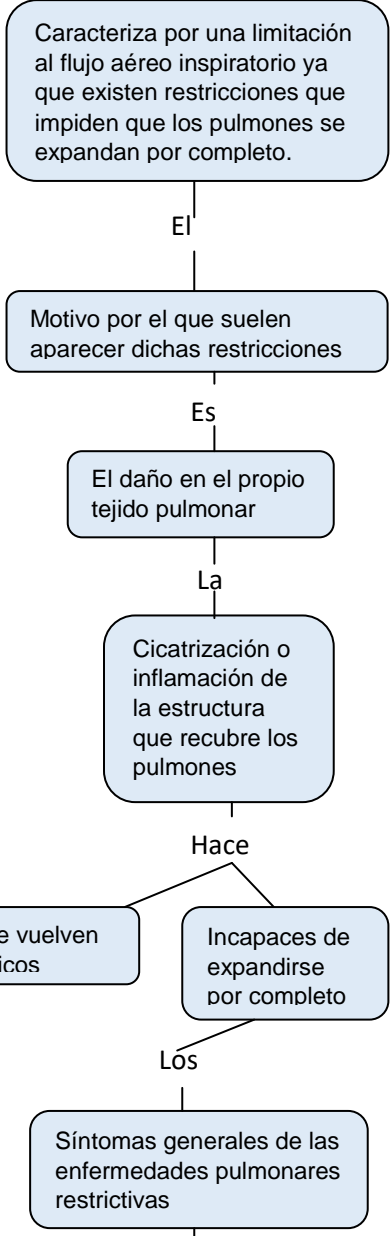 Caracteriza por una limitación
al flujo aéreo inspiratorio ya
que existen restricciones que
impiden que los pulmones se
expandan por completo.
El
Motivo por el que suelen
aparecer dichas restricciones
Es
El daño en el propio
tejido pulmonar
La
Cicatrización o
inflamación de
la estructura
que recubre los
pulmones
Hace
vuelven
Incapaces de
expandirse
por completo
Los
Síntomas generales de las
enfermedades pulmonares
restrictivas